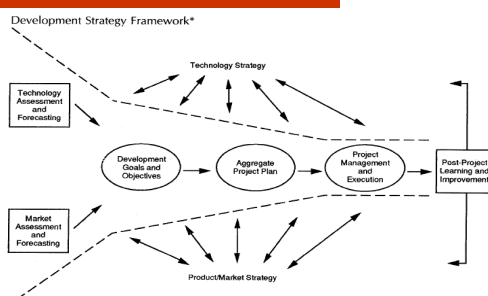 Development Strategy Framework*
Technology Strategy
Technology
Assessment
and
Forecasting
Development
Goals and
Objectives
Aggregate
Project Plan
Project
Management
and
Execution
Post-Project
Learning and
Improvement
Market
Assessment
and
Forecasting
Product/Market Strategy